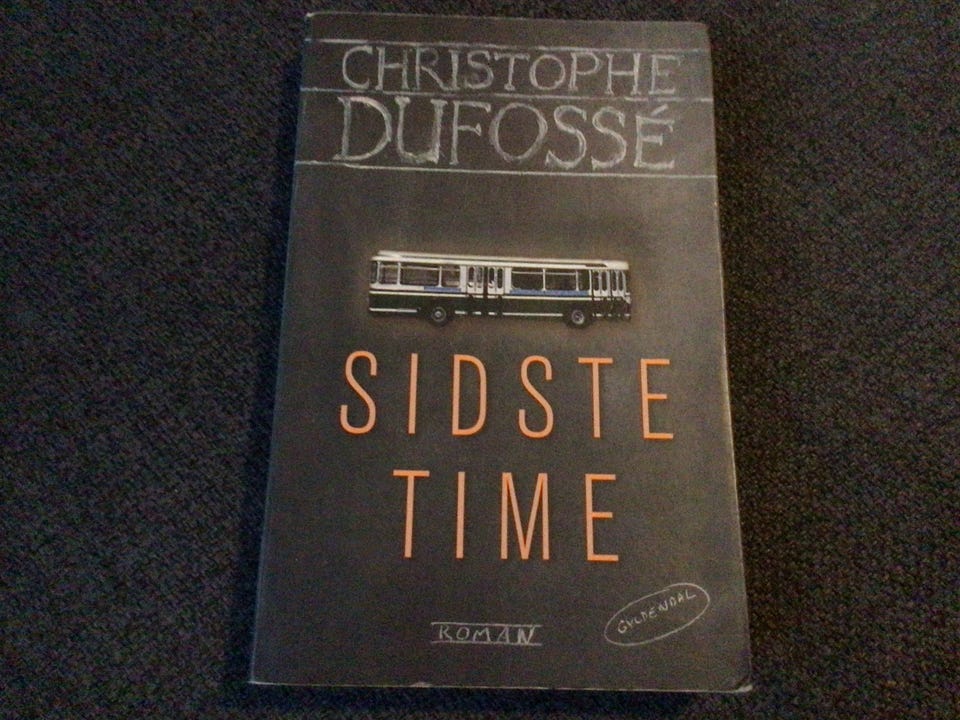 CHRISTOPHE
DUFOSSÉ
SIDSTE
TIME
ROMAN
GYLDENDAL